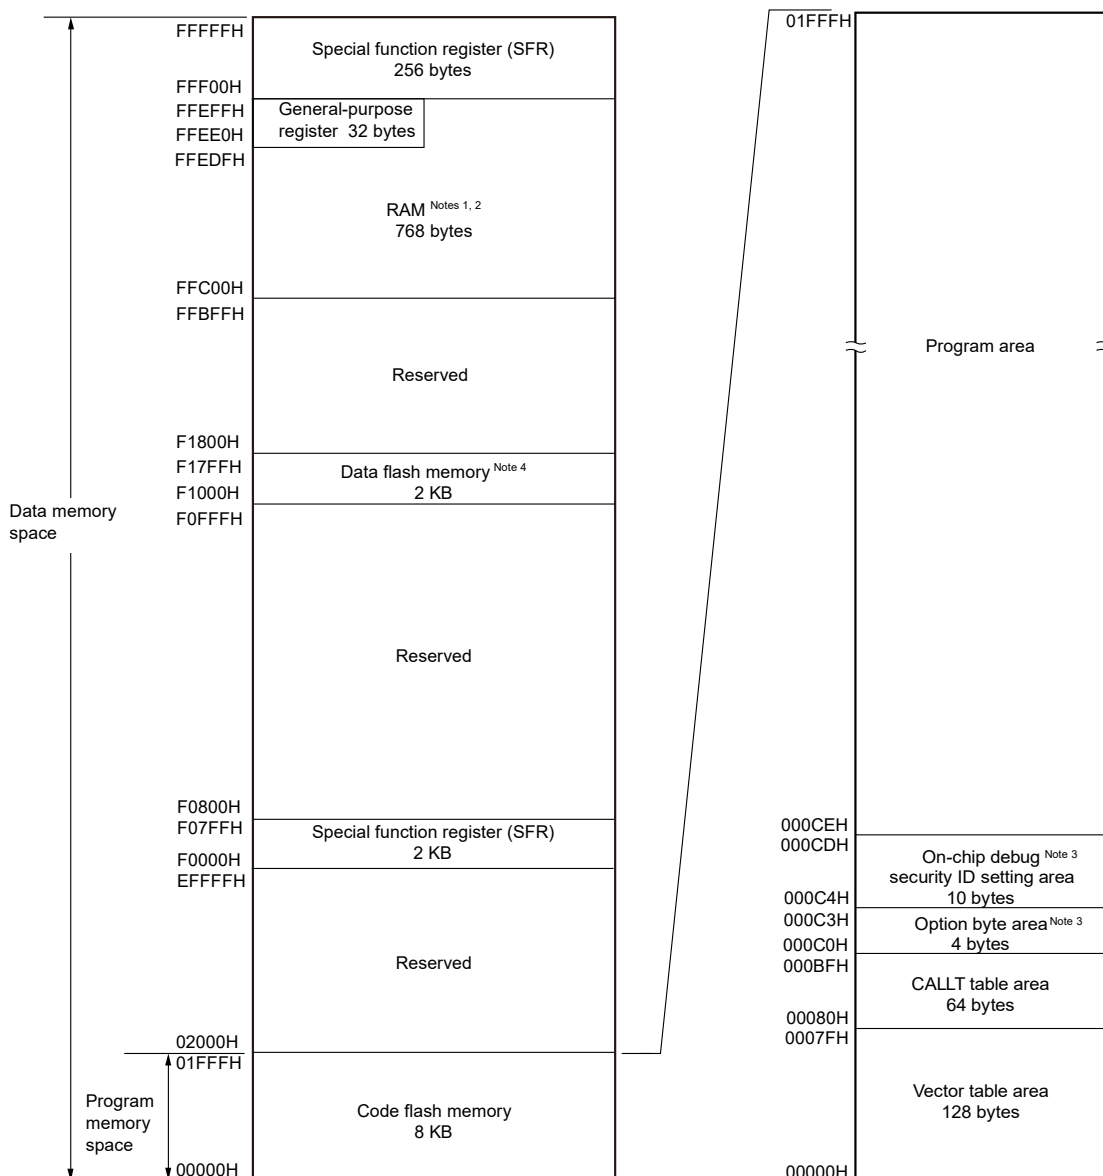 FFFFFH
Special function register (SFR)
256 bytes
FFF00H
FFEFFH
General-purpose
register 32 bytes
FFEE0H
FFEDFH
RAM Notes 1, 2
768 bytes
FFC00H
FFBFFH
Reserved
F1800H
F17FFH
Data flash memory Note 4
2 KB
F1000H
F0FFFH
Data memory
space
Reserved
F0800H
F07FFH
Special function register (SFR)
2 KB
F0000H
EFFFFH
Reserved
02000H
01FFFH
Program
memory
space
Code flash memory
8 KB
00000H
01FFFH
Program area
000CEH
000CDH
On-chip debug Note 3
security ID setting area
10 bytes
000C4H
000C3H
Option byte area Note 3
4 bytes
000C0H
000BFH
CALLT table area
64 bytes
00080H
0007FH
Vector table area
128 bytes
00000H